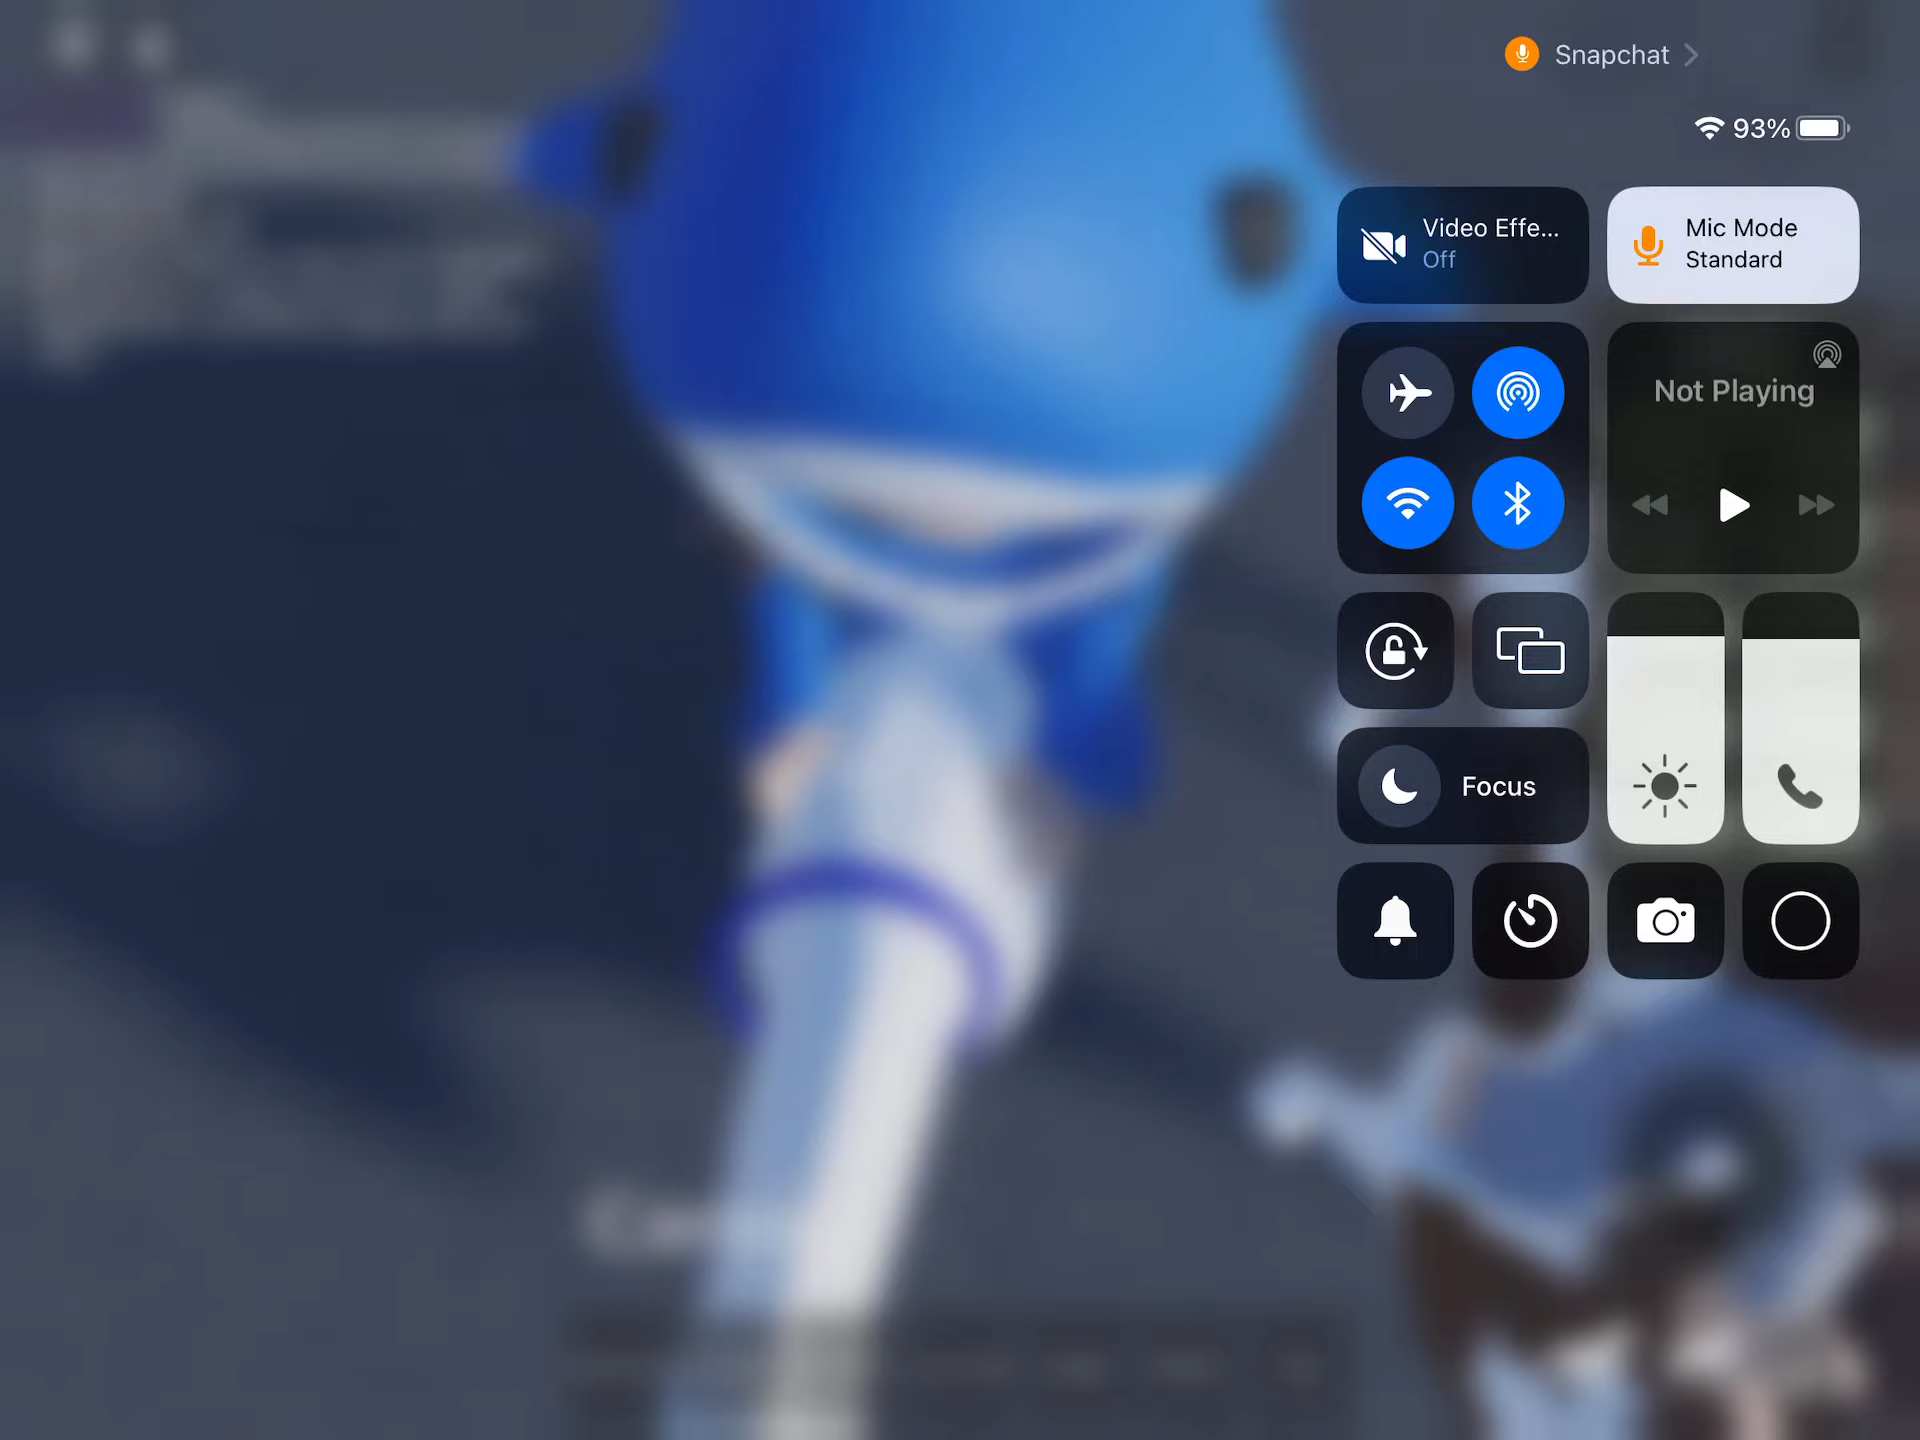 Snapchat
93%
Video Effe...
Off
Mic Mode
Standard
Not Playing
Focus